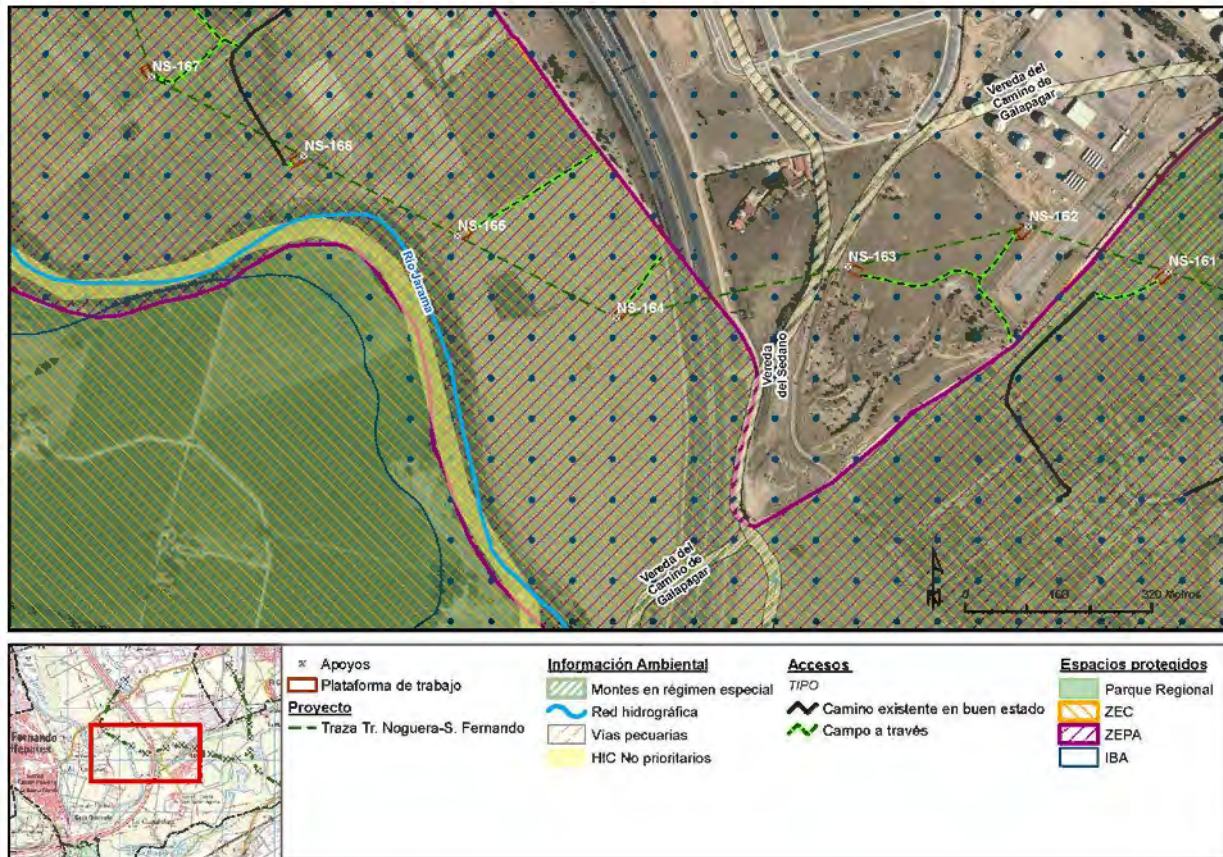 NS-167
NS-166
NS-165
NS-164
NS-163
NS-162
NS-161
Río Jarama
Vereda del
Camino de
Galapagar
Vereda
del Sedano
Vereda del
Camino de
Galapagar
0 160 320 Metros
Apoyos
Plataforma de trabajo
Proyecto
Traza Tr. Noguera-S. Fernando
Información Ambiental
Montes en régimen especial
Red hidrográfica
Vías pecuarias
HIC No prioritarios
Accesos
TIPO
Camino existente en buen estado
Campo a través
Espacios protegidos
Parque Regional
ZEC
ZEPA
IBA
Fernando
Henares